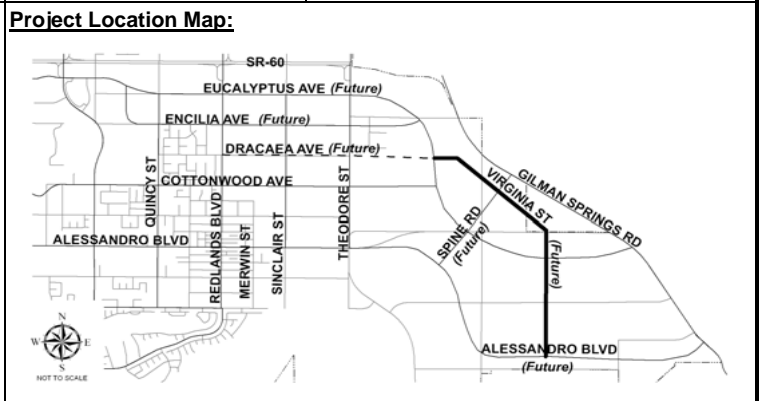 Project Location Map:
SR-60
EUCALYPTUS AVE (Future)
ENCILIA AVE (Future)
DRACAEA AVE (Future)
COTTONWOOD AVE
ALESSANDRO BLVD
QUINCY ST
REDLANDS BLVD
MERWIN ST
SINCLAIR ST
THEODORE ST
VIRGINIA ST
(Future)
GILMAN SPRINGS RD
SPINE RD
(Future)
ALESSANDRO BLVD
(Future)
N
W
E
S
NOT TO SCALE